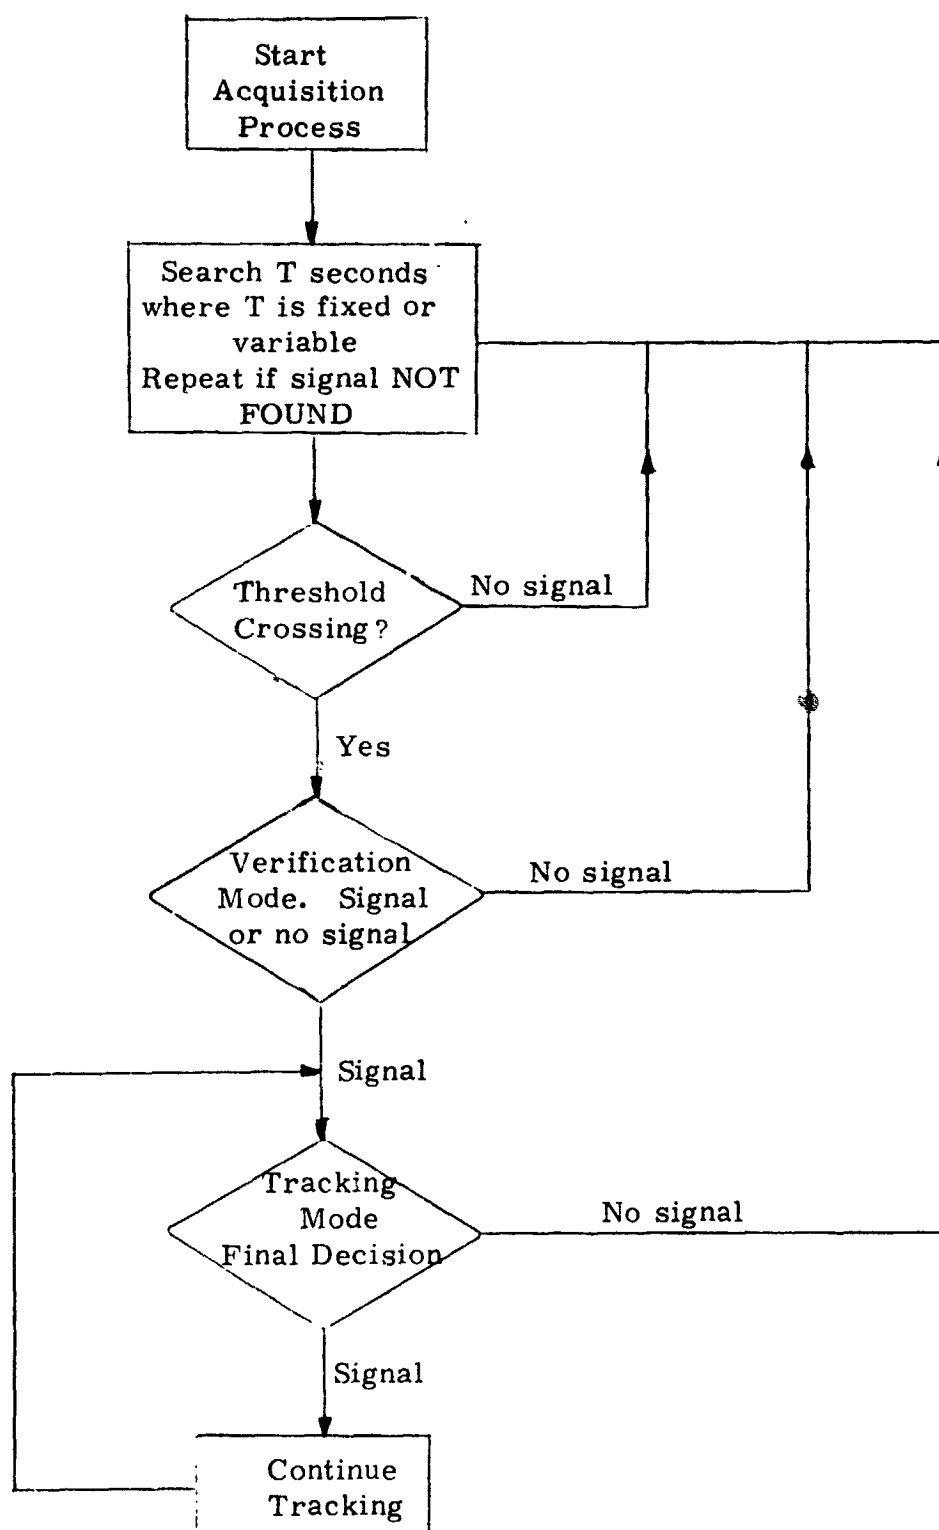 Start
Acquisition
Process
Search T seconds
where T is fixed or
variable
Repeat if signal NOT
FOUND
Threshold
Crossing?
No signal
Yes
Verification
Mode. Signal
or no signal
No signal
Signal
Tracking
Mode
Final Decision
No signal
Signal
Continue
Tracking